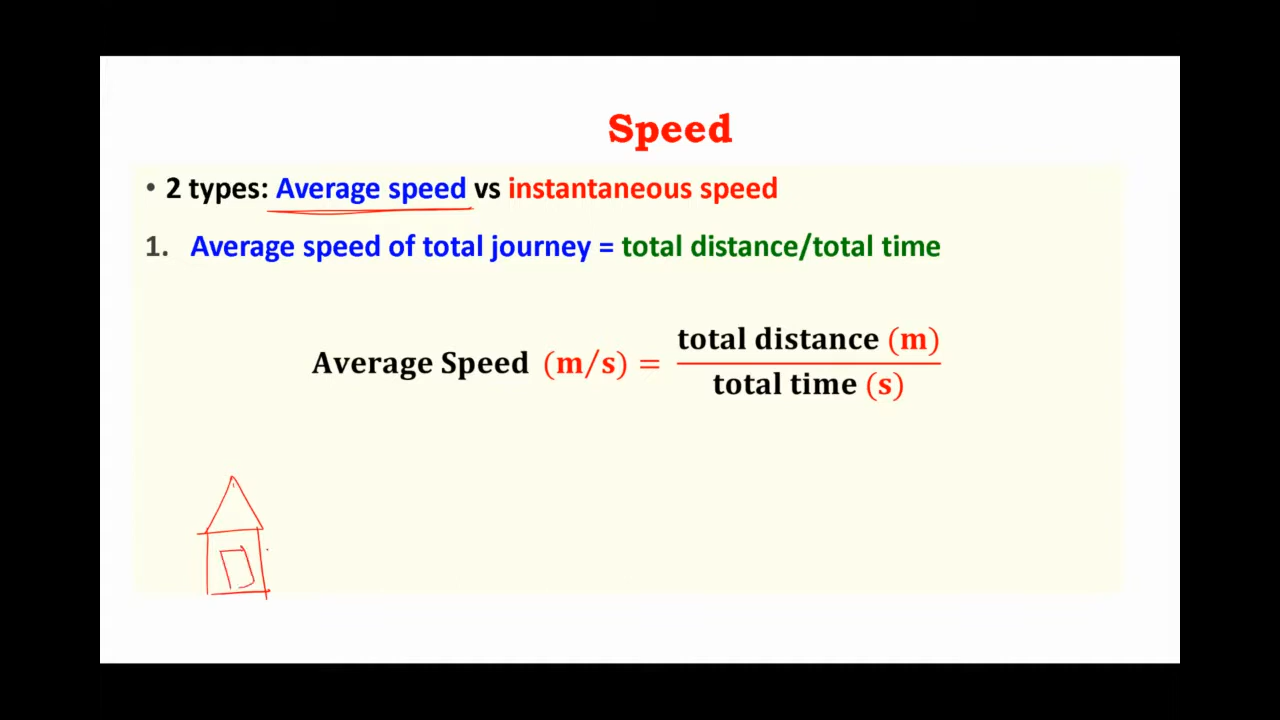 Speed
• 2 types: Average speed vs instantaneous speed
1. Average speed of total journey = total distance/total time
Average Speed (m/s) = total distance (m) / total time (s)